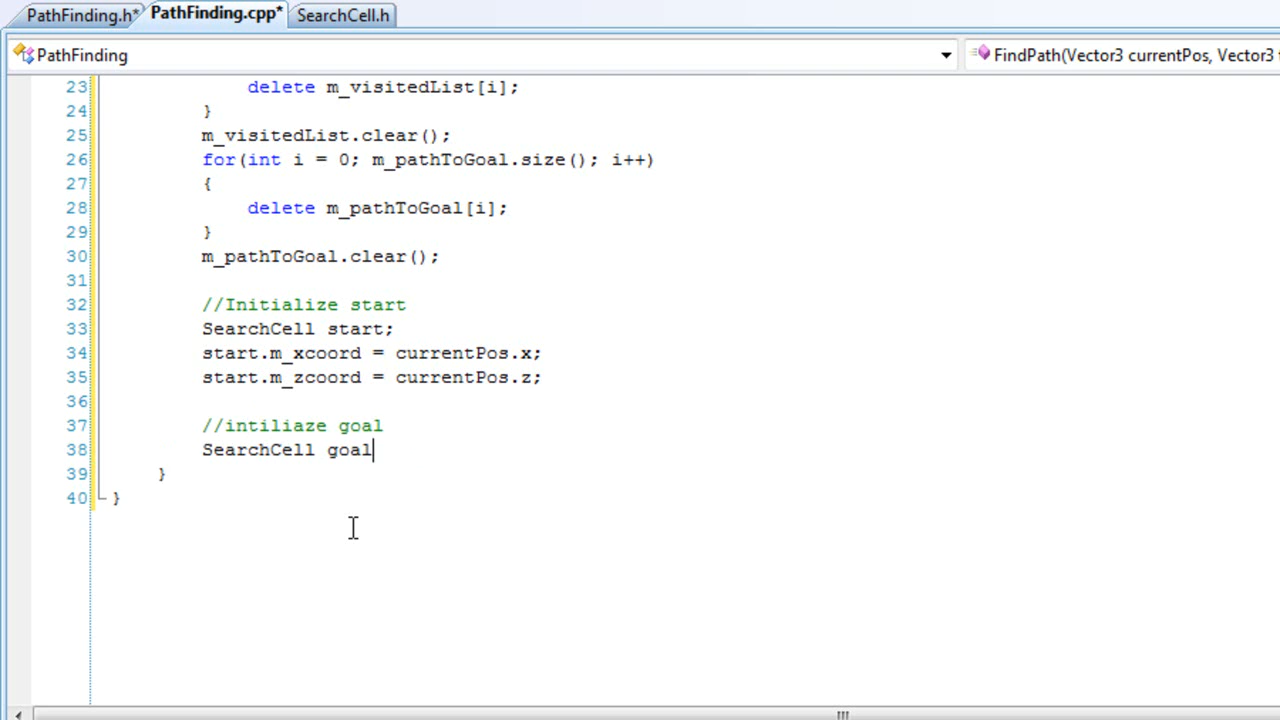 PathFinding.h* PathFinding.cpp* SearchCell.h
PathFinding FindPath(Vector3 currentPos, Vector3
23 delete m_visitedList[i];
24 }
25 m_visitedList.clear();
26 for(int i = 0; m_pathToGoal.size(); i++)
27 {
28 delete m_pathToGoal[i];
29 }
30 m_pathToGoal.clear();
31
32 //Initialize start
33 SearchCell start;
34 start.m_xcoord = currentPos.x;
35 start.m_zcoord = currentPos.z;
36
37 //intiliaze goal
38 SearchCell goal
39 }
40 }